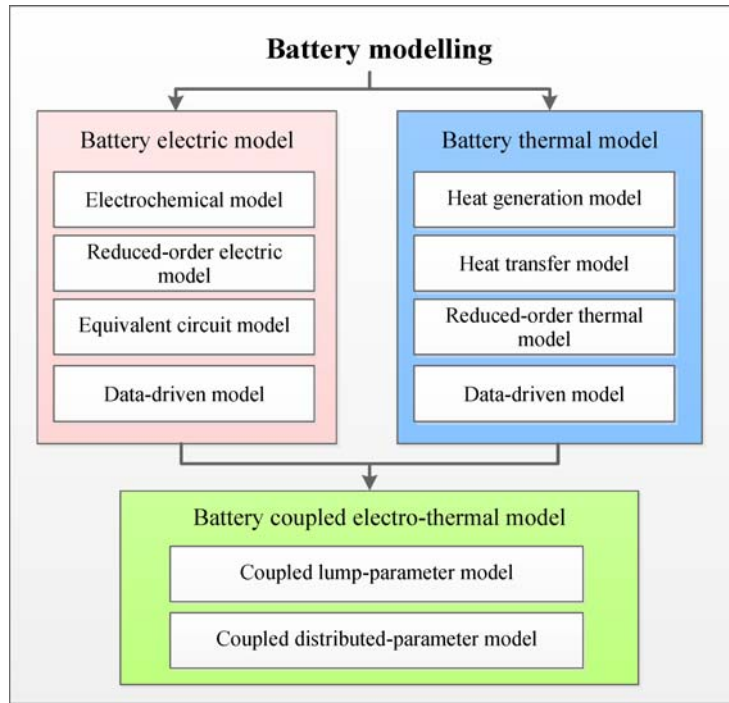 Battery modelling
Battery electric model
Electrochemical model
Reduced-order electric
model
Equivalent circuit model
Data-driven model
Battery thermal model
Heat generation model
Heat transfer model
Reduced-order thermal
model
Data-driven model
Battery coupled electro-thermal model
Coupled lump-parameter model
Coupled distributed-parameter model